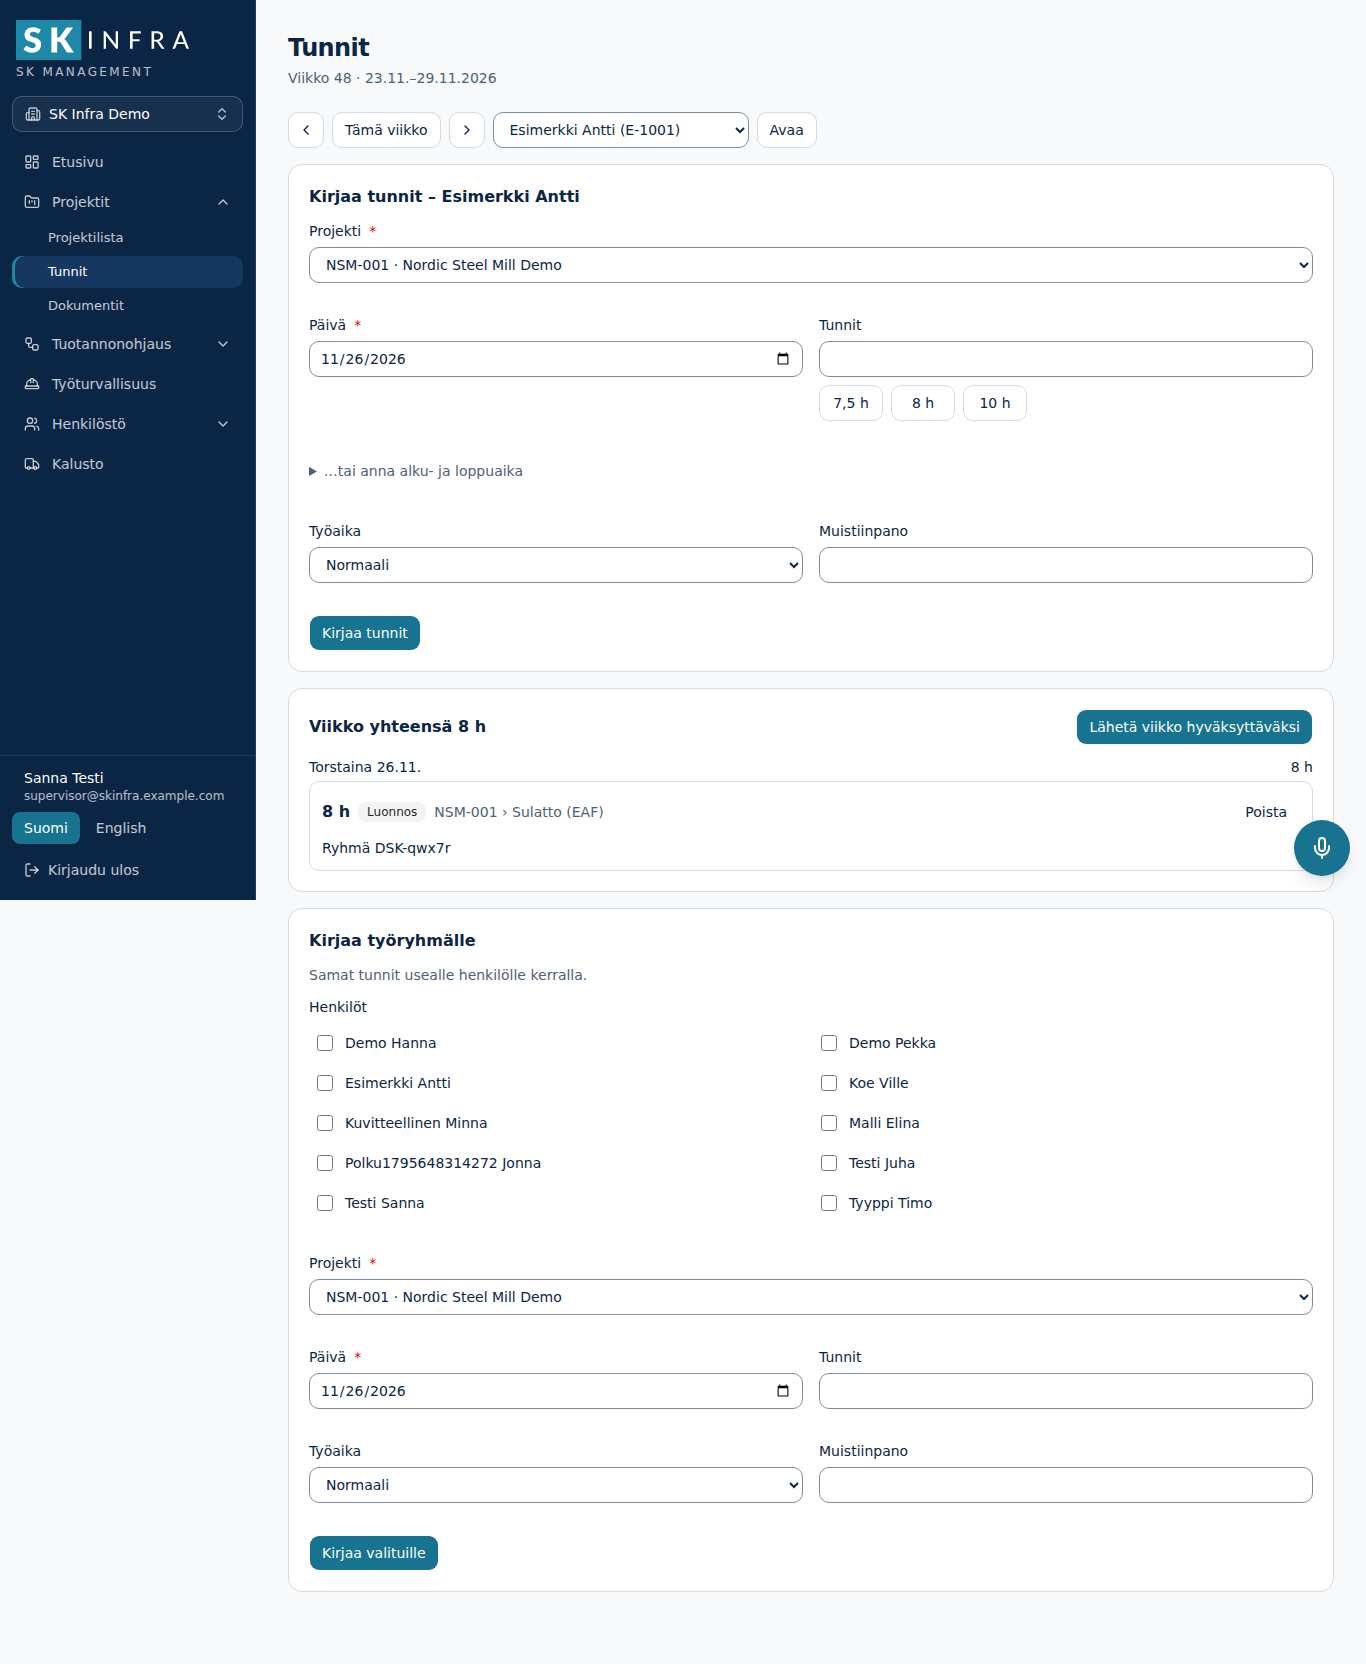 SK INFRA
SK MANAGEMENT
SK Infra Demo
Etusivu
Projektit
Projektilista
Tunnit
Dokumentit
Tuotannonohjaus
Työturvallisuus
Henkilöstö
Kalusto
Sanna Testi
supervisor@skinfra.example.com
Suomi English
Kirjaudu ulos
Tunnit
Viikko 48 · 23.11.–29.11.2026
Tämä viikko Esimerkki Antti (E-1001) Avaa
Kirjaa tunnit – Esimerkki Antti
Projekti *
NSM-001 · Nordic Steel Mill Demo
Päivä * Tunnit
11/26/2026
7,5 h 8 h 10 h
...tai anna alku- ja loppuaika
Työaika Muistiinpano
Normaali
Kirjaa tunnit
Viikko yhteensä 8 h Lähetä viikko hyväksyttäväksi
Torstaina 26.11. 8 h
8 h Luonnos NSM-001 › Sulatto (EAF) Poista
Ryhmä DSK-qwx7r
Kirjaa työryhmälle
Samat tunnit usealle henkilölle kerralla.
Henkilöt
Demo Hanna Demo Pekka
Esimerkki Antti Koe Ville
Kuvitteellinen Minna Malli Elina
Polku1795648314272 Jonna Testi Juha
Testi Sanna Tyyppi Timo
Projekti *
NSM-001 · Nordic Steel Mill Demo
Päivä * Tunnit
11/26/2026
Työaika Muistiinpano
Normaali
Kirjaa valituille